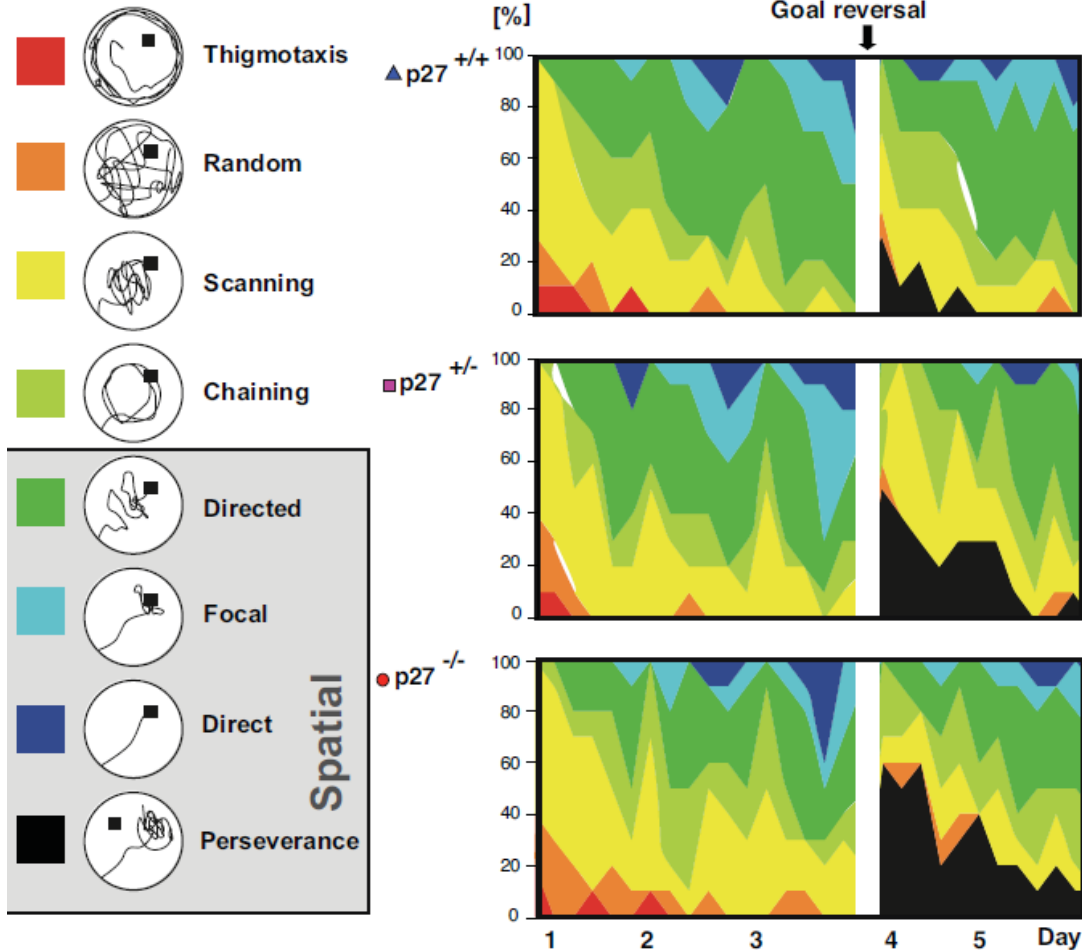 [%]
Goal reversal
Thigmotaxis
Random
Scanning
Chaining
Directed
Focal
Direct
Perseverance
Spatial
p27 +/+
100
80
60
40
20
0
p27 +/-
100
80
60
40
20
0
p27 -/-
100
80
60
40
20
0
1 2 3 4 5 Day